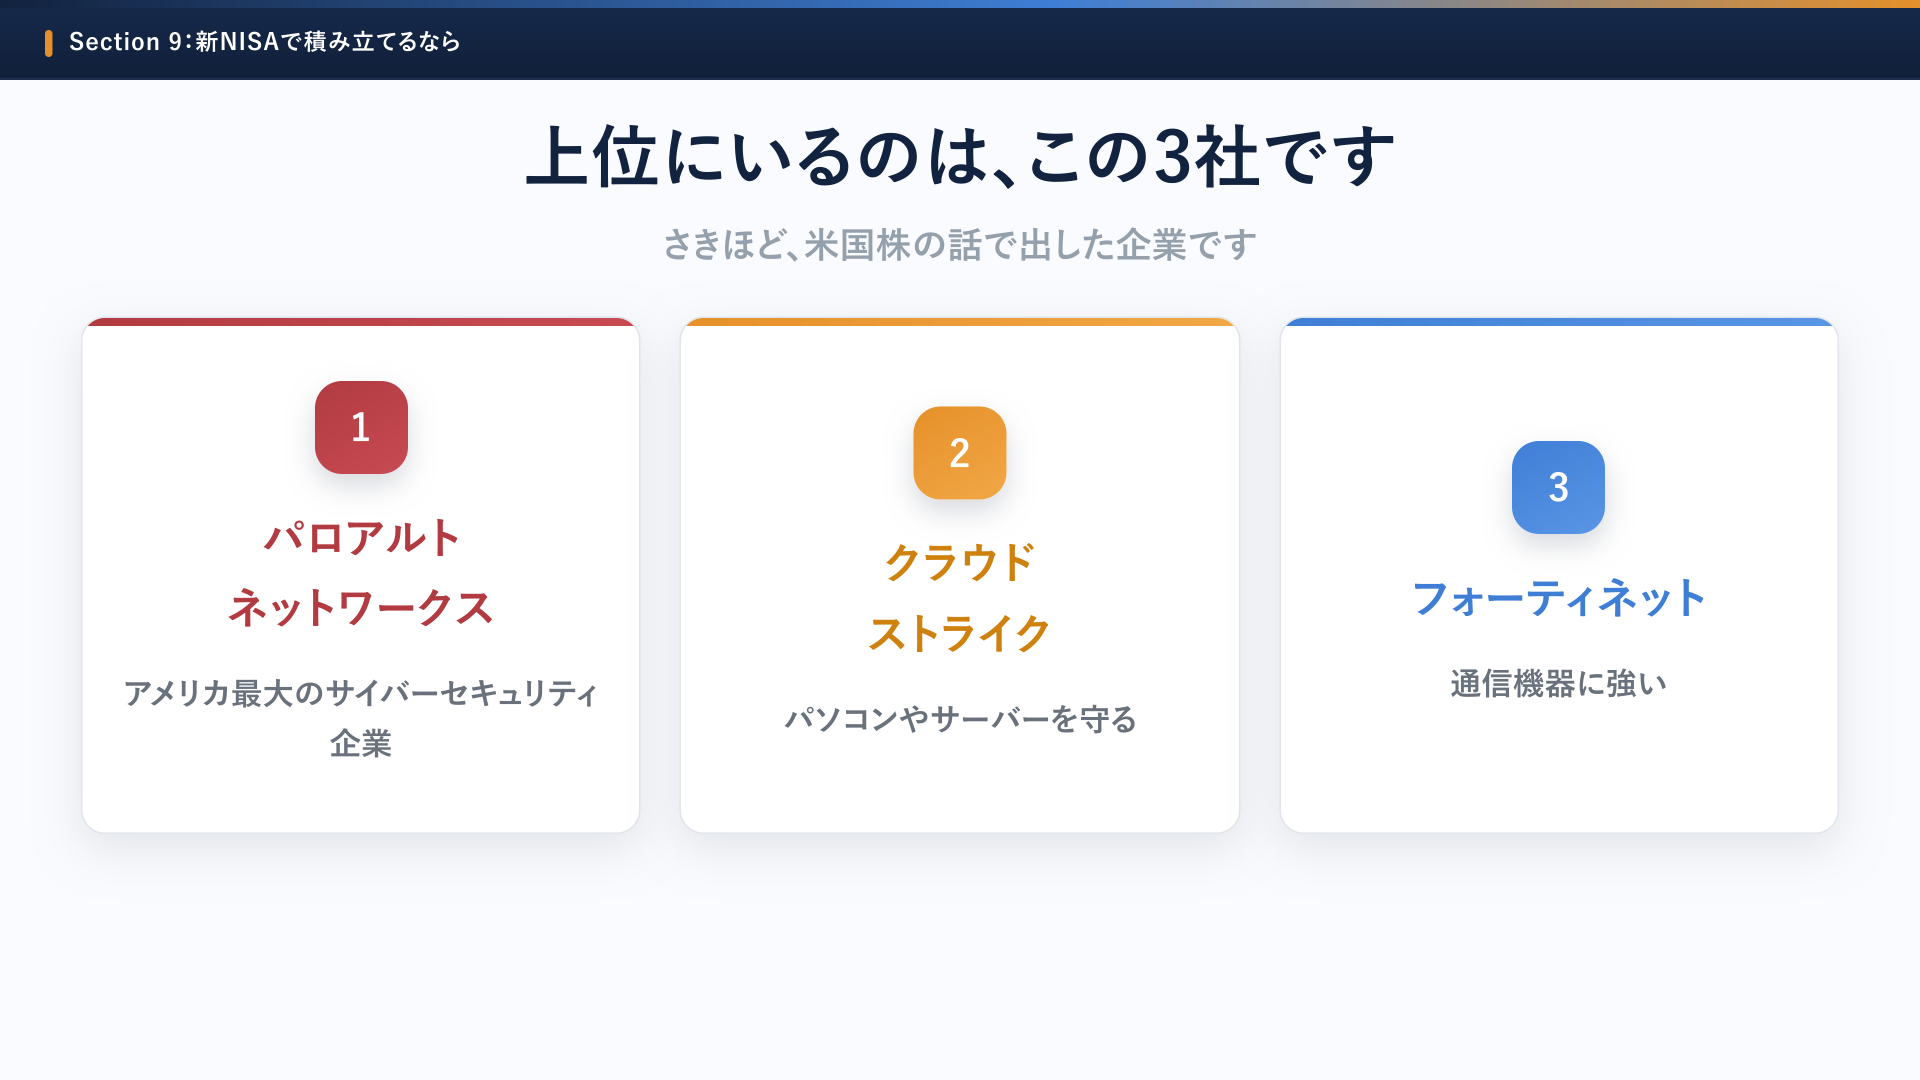 Section 9：新NISAで積み立てるなら
上位にいるのは、この3社です
さきほど、米国株の話で出した企業です
1
パロアルト
ネットワークス
アメリカ最大のサイバーセキュリティ
企業
2
クラウド
ストライク
パソコンやサーバーを守る
3
フォーティネット
通信機器に強い